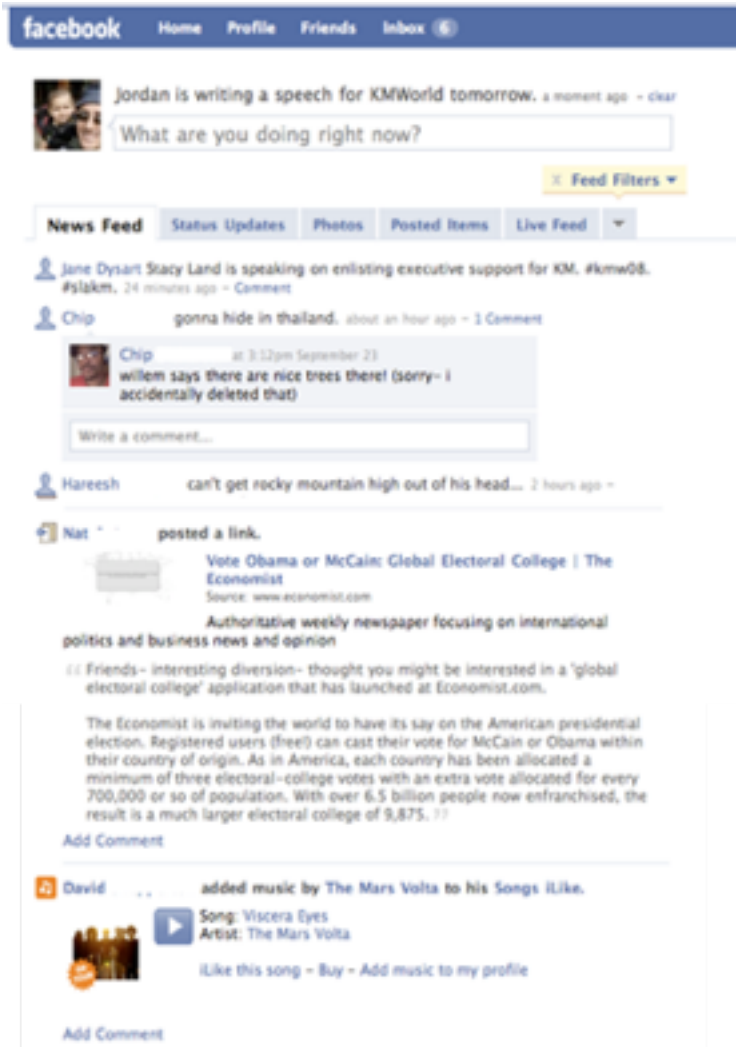 facebook Home Profile Friends Inbox 6
Jordan is writing a speech for KMWorld tomorrow. a moment ago - clear
What are you doing right now?
X Feed Filters
News Feed Status Updates Photos Posted Items Live Feed
Jane Dysart Stacy Land is speaking on enlisting executive support for KM. #kmw08.
#slakm. 24 minutes ago - Comment
Chip gonna hide in thailand. about an hour ago - 1 Comment
Chip at 3:12pm September 23
willem says there are nice trees there! (sorry- i
accidentally deleted that)
Write a comment...
Hareesh can't get rocky mountain high out of his head... 2 hours ago -
Nat posted a link.
Vote Obama or McCain: Global Electoral College | The
Economist
Source: www.economist.com
Authoritative weekly newspaper focusing on international
politics and business news and opinion
“ Friends- interesting diversion- thought you might be interested in a 'global
electoral college' application that has launched at Economist.com.
The Economist is inviting the world to have its say on the American presidential
election. Registered users (free!) can cast their vote for McCain or Obama within
their country of origin. As in America, each country has been allocated a
minimum of three electoral-college votes with an extra vote allocated for every
700,000 or so of population. With over 6.5 billion people now enfranchised, the
result is a much larger electoral college of 9,875. ”
Add Comment
David added music by The Mars Volta to his Songs iLike.
Song: Viscera Eyes
Artist: The Mars Volta
iLike this song - Buy - Add music to my profile
Add Comment